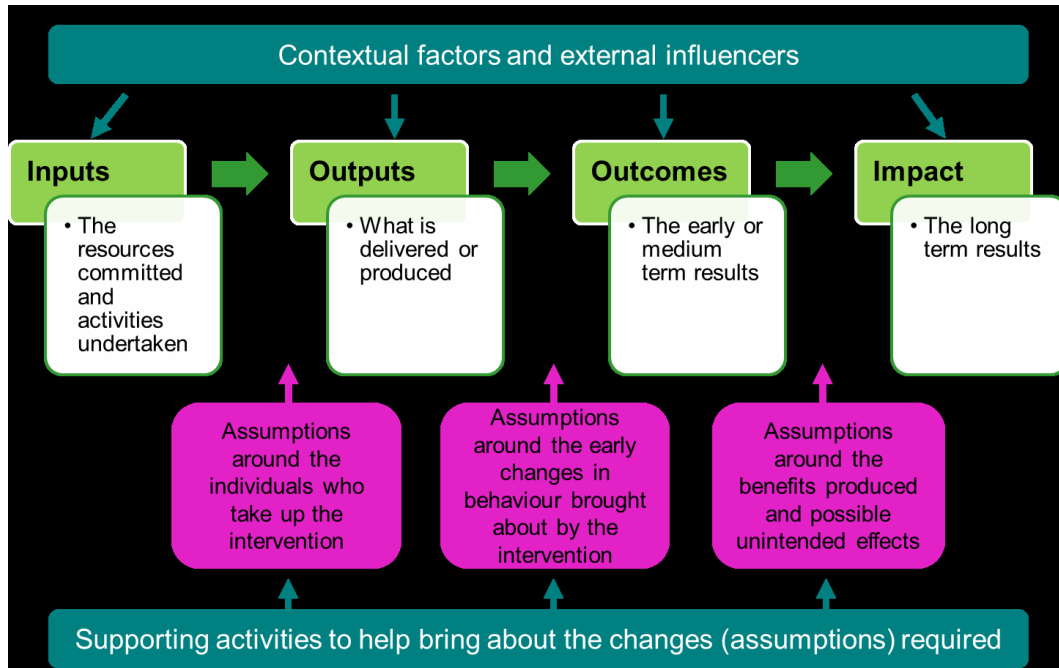 Contextual factors and external influencers
Inputs
• The
resources
committed
and
activities
undertaken
Outputs
• What is
delivered or
produced
Outcomes
• The early or
medium
term results
Impact
• The long
term results
Assumptions
around the
individuals who
take up the
intervention
Assumptions
around the early
changes in
behaviour brought
about by the
intervention
Assumptions
around the
benefits produced
and possible
unintended effects
Supporting activities to help bring about the changes (assumptions) required